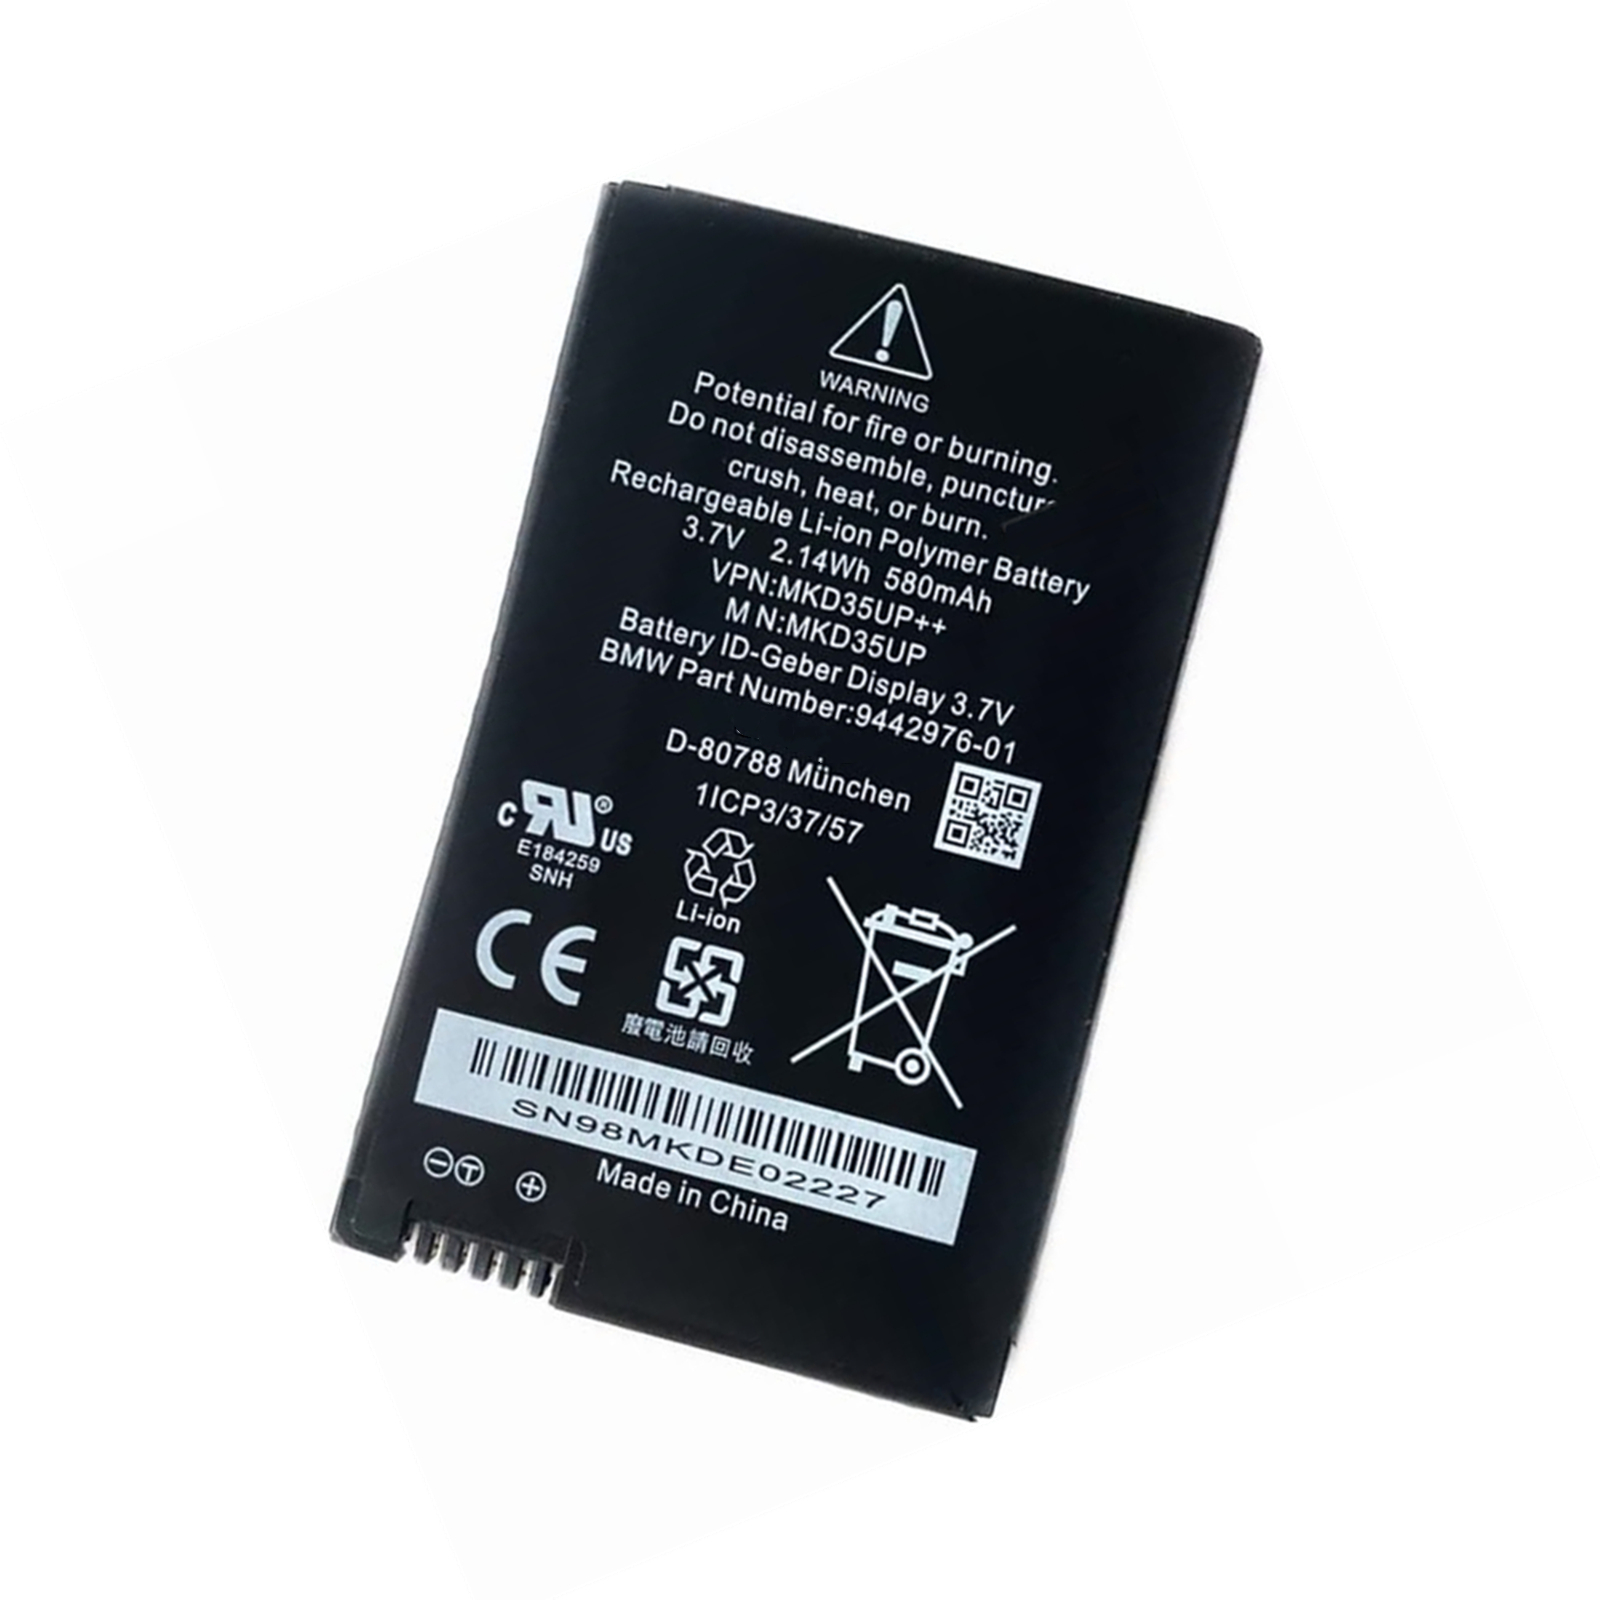 WARNING
Potential for fire or burning.
Do not disassemble, punctur
crush, heat, or burn.
Rechargeable Li-ion Polymer Battery
3.7V 2.14Wh 580mAh
VPN:MKD35UP++
M N:MKD35UP
Battery ID-Geber Display 3.7V
BMW Part Number:9442976-01
D-80788 München
1ICP3/37/57
c RU ® US
E184259
SNH
Li-ion
CE
廢電池請回收
SN98MKDE02227
Made in China